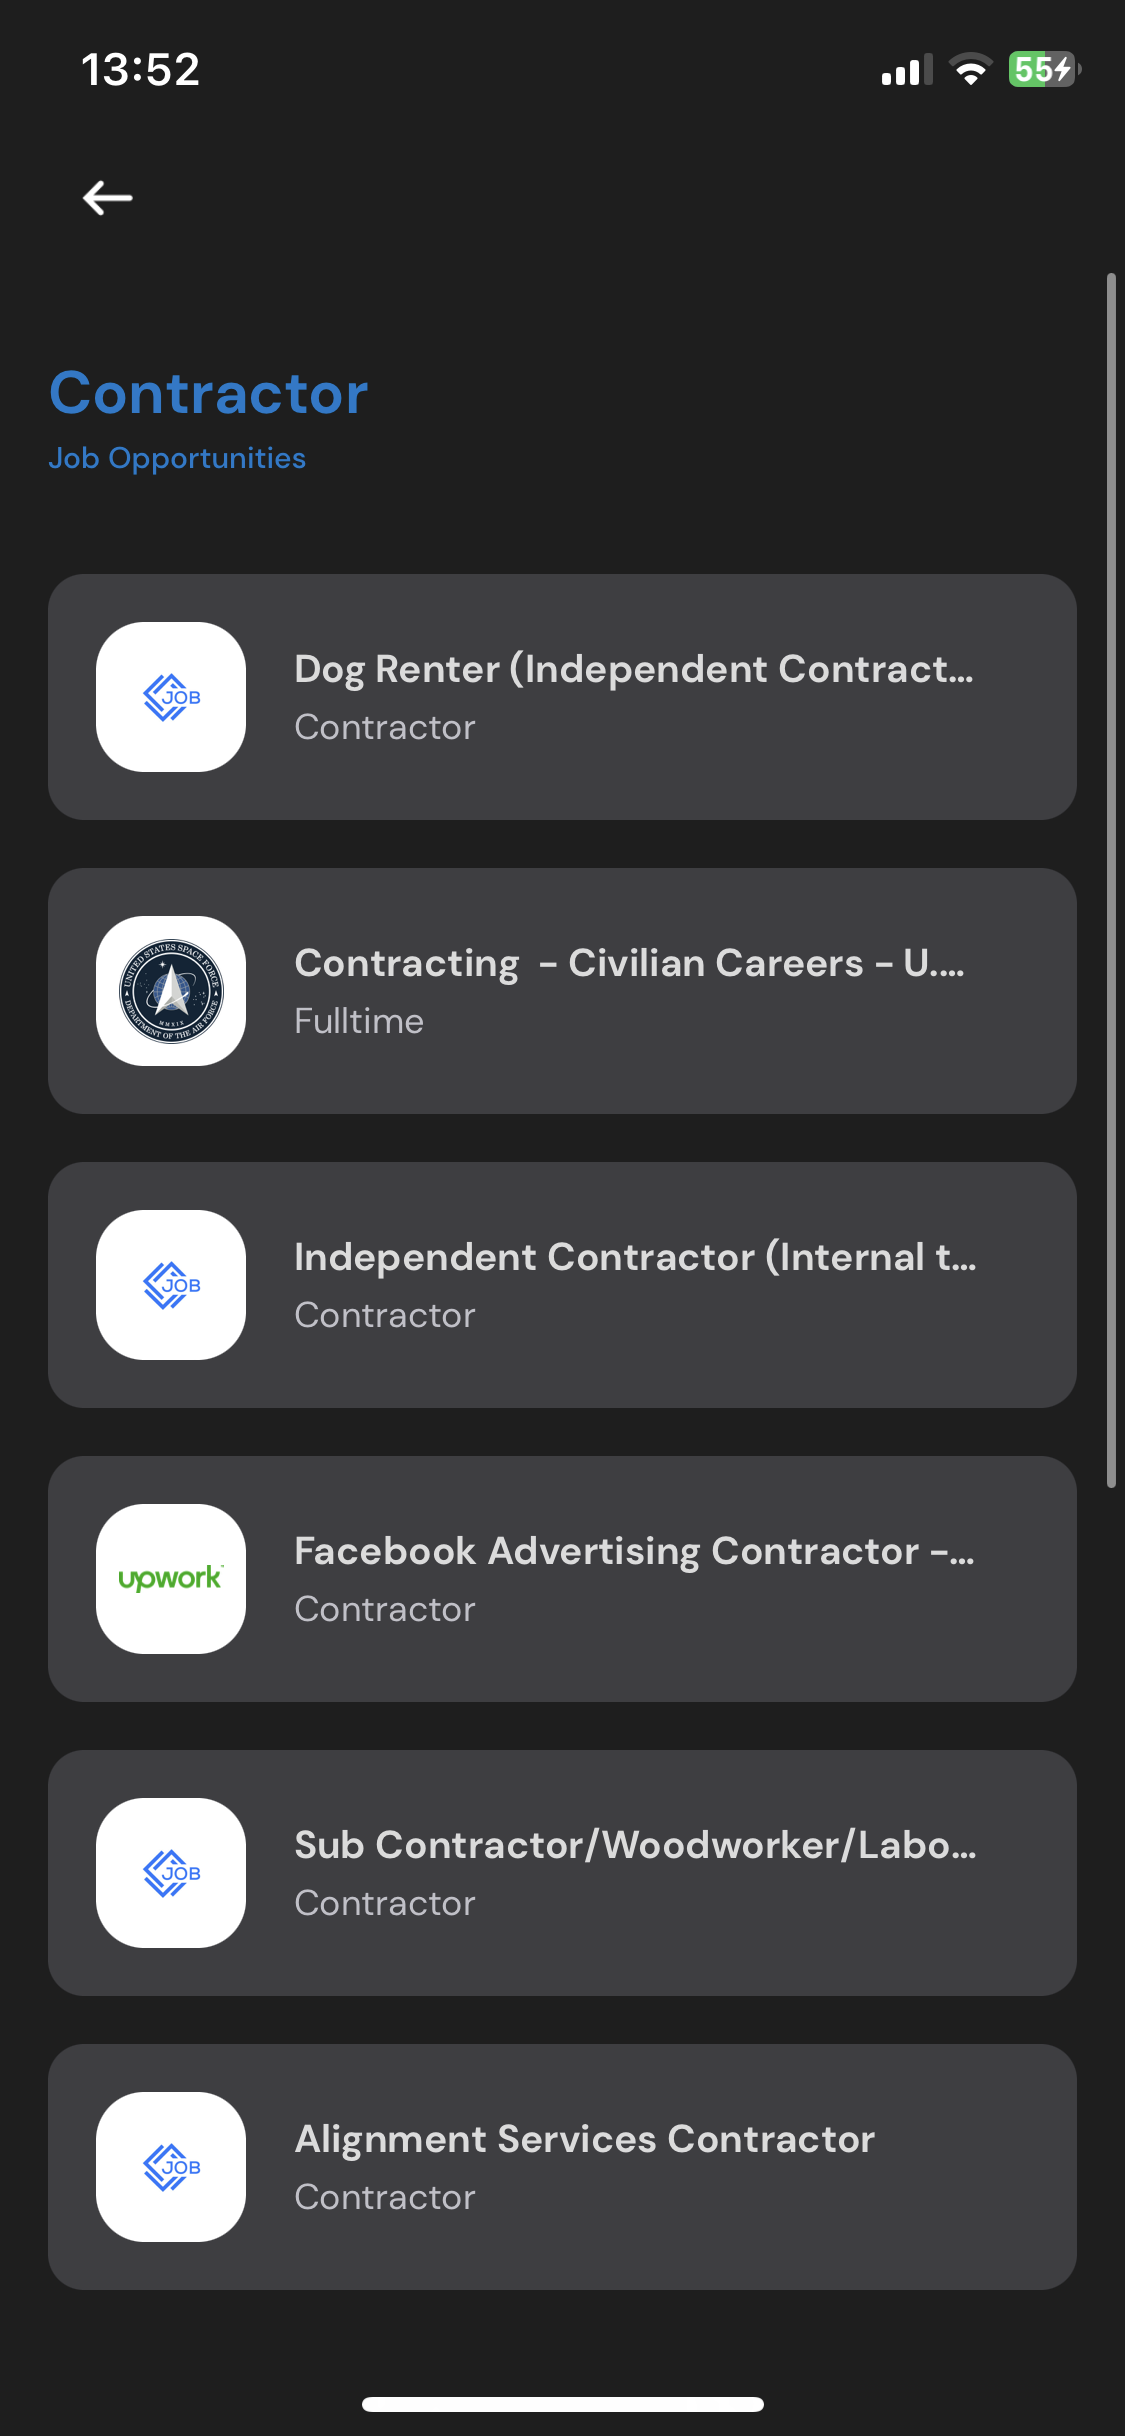 13:52
55
Contractor
Job Opportunities
JOB
Dog Renter (Independent Contract...
Contractor
UNITED STATES SPACE FORCE
MMXIX
DEPARTMENT OF THE AIR FORCE
Contracting - Civilian Careers - U....
Fulltime
JOB
Independent Contractor (Internal t...
Contractor
upwork
Facebook Advertising Contractor -...
Contractor
JOB
Sub Contractor/Woodworker/Labo...
Contractor
JOB
Alignment Services Contractor
Contractor